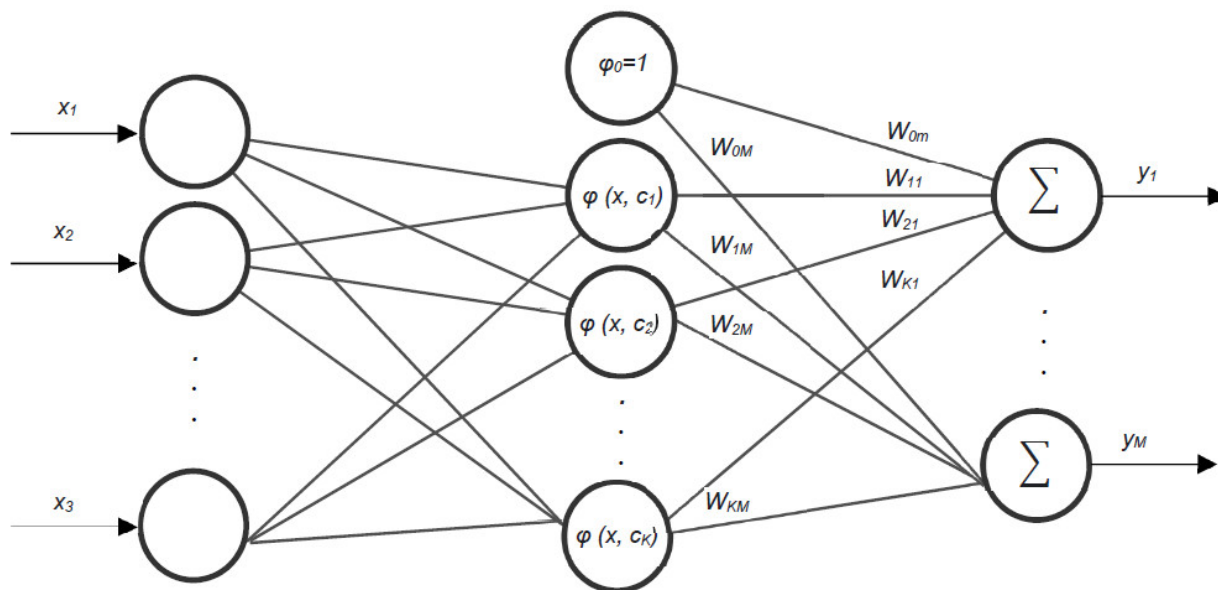 x1
x2
x3
φ0=1
φ (x, c1)
φ (x, c2)
φ (x, cK)
W0M
W1M
W2M
WKM
W0m
W11
W21
WK1
∑
y1
∑
yM